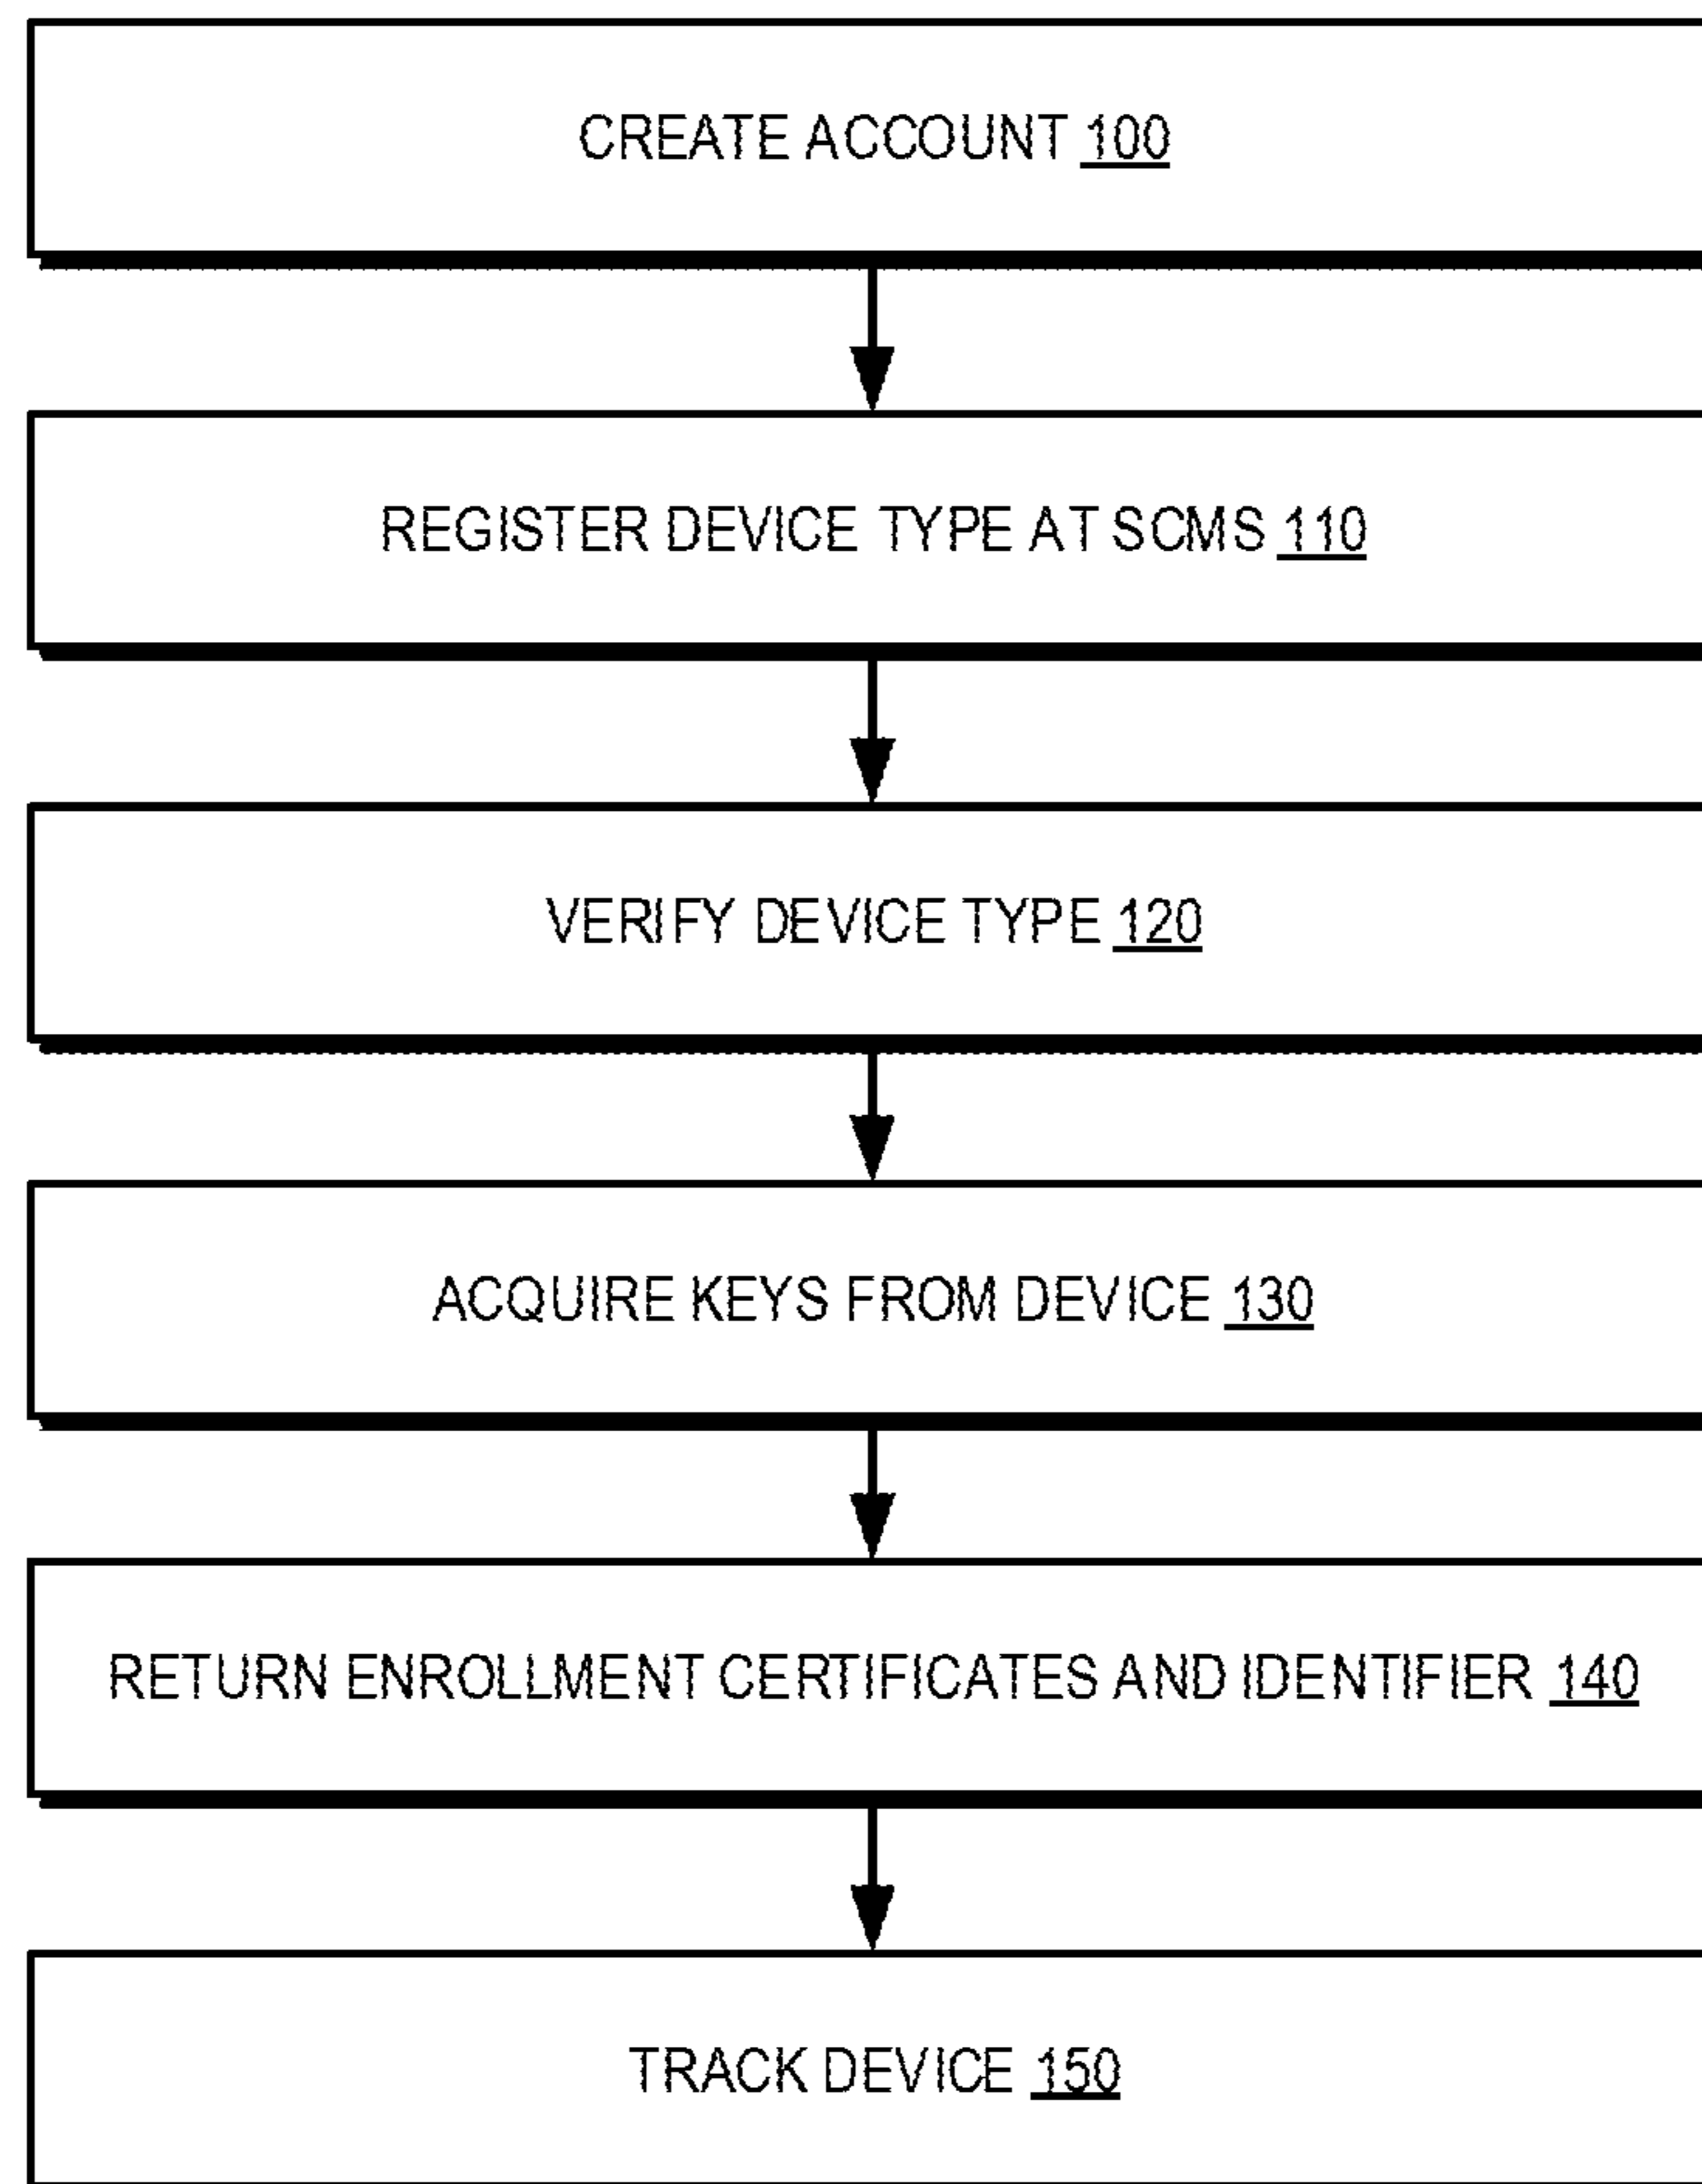 CREATE ACCOUNT 100
REGISTER DEVICE TYPE AT SCMS 110
VERIFY DEVICE TYPE 120
ACQUIRE KEYS FROM DEVICE 130
RETURN ENROLLMENT CERTIFICATES AND IDENTIFIER 140
TRACK DEVICE 150